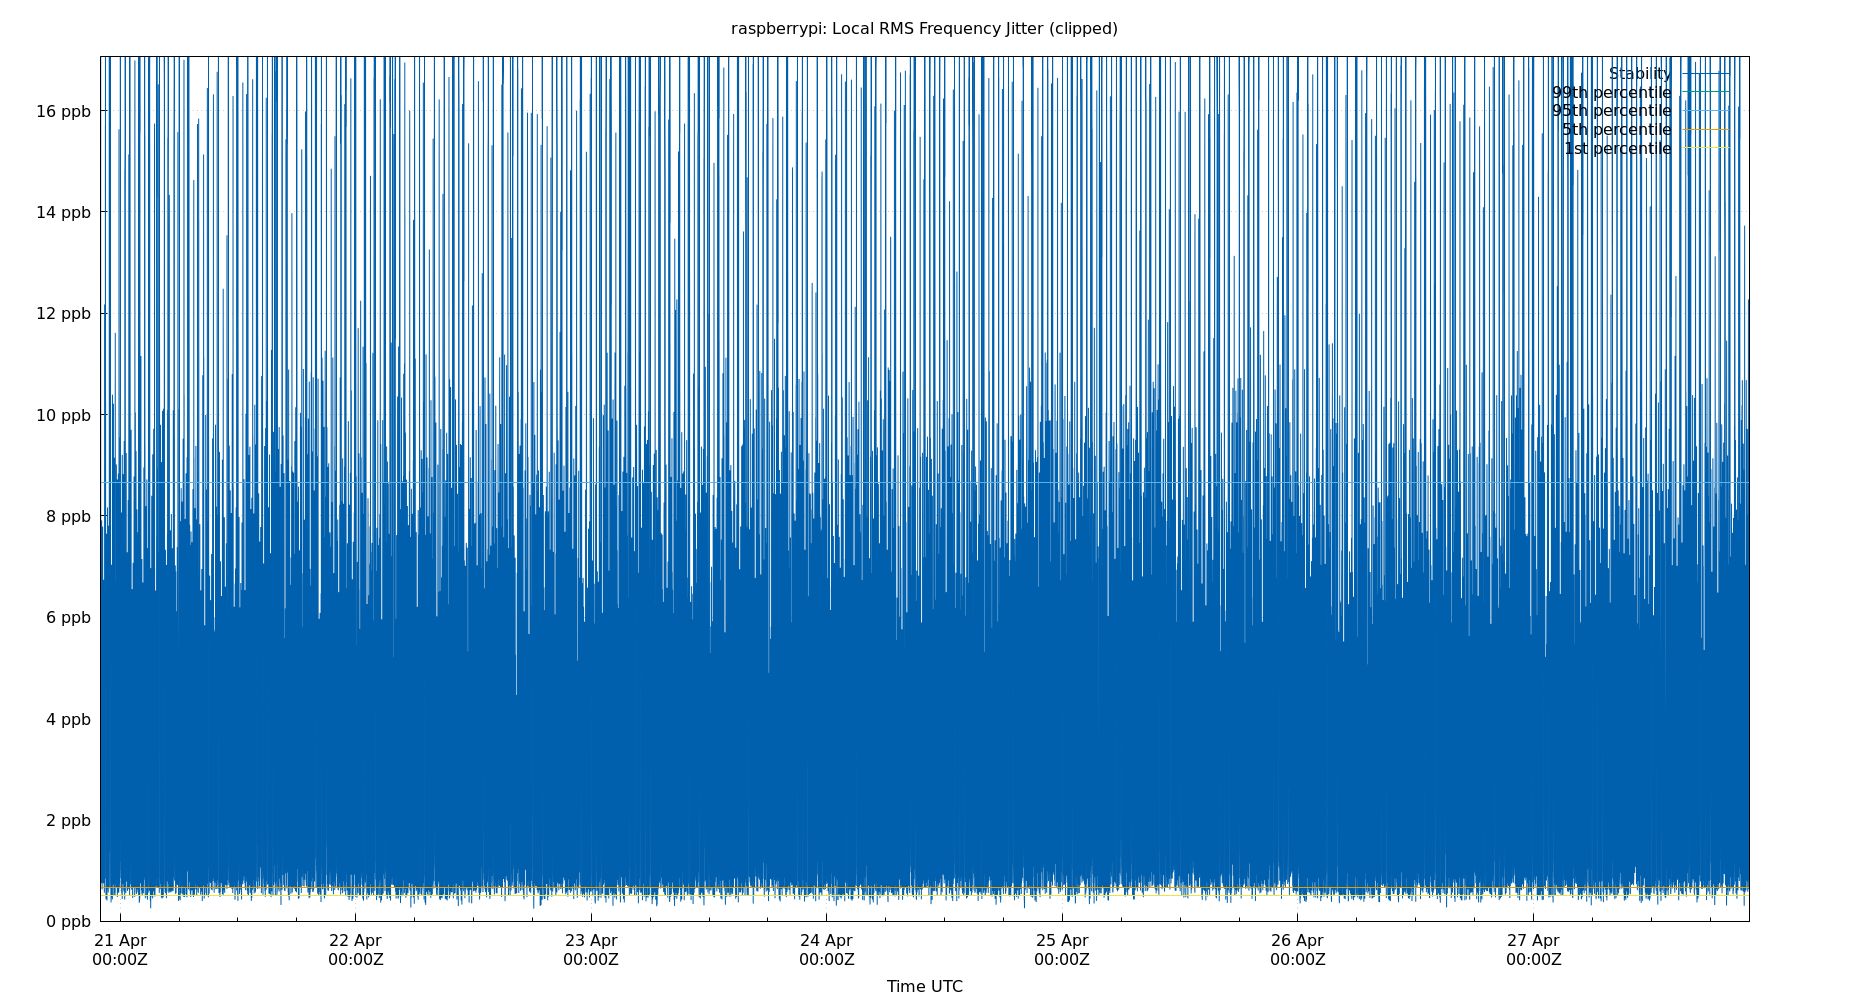 raspberrypi: Local RMS Frequency Jitter (clipped)
Stability
99th percentile
95th percentile
5th percentile
1st percentile
16 ppb
14 ppb
12 ppb
10 ppb
8 ppb
6 ppb
4 ppb
2 ppb
0 ppb
21 Apr 22 Apr 23 Apr 24 Apr 25 Apr 26 Apr 27 Apr
00:00Z 00:00Z 00:00Z 00:00Z 00:00Z 00:00Z 00:00Z
Time UTC